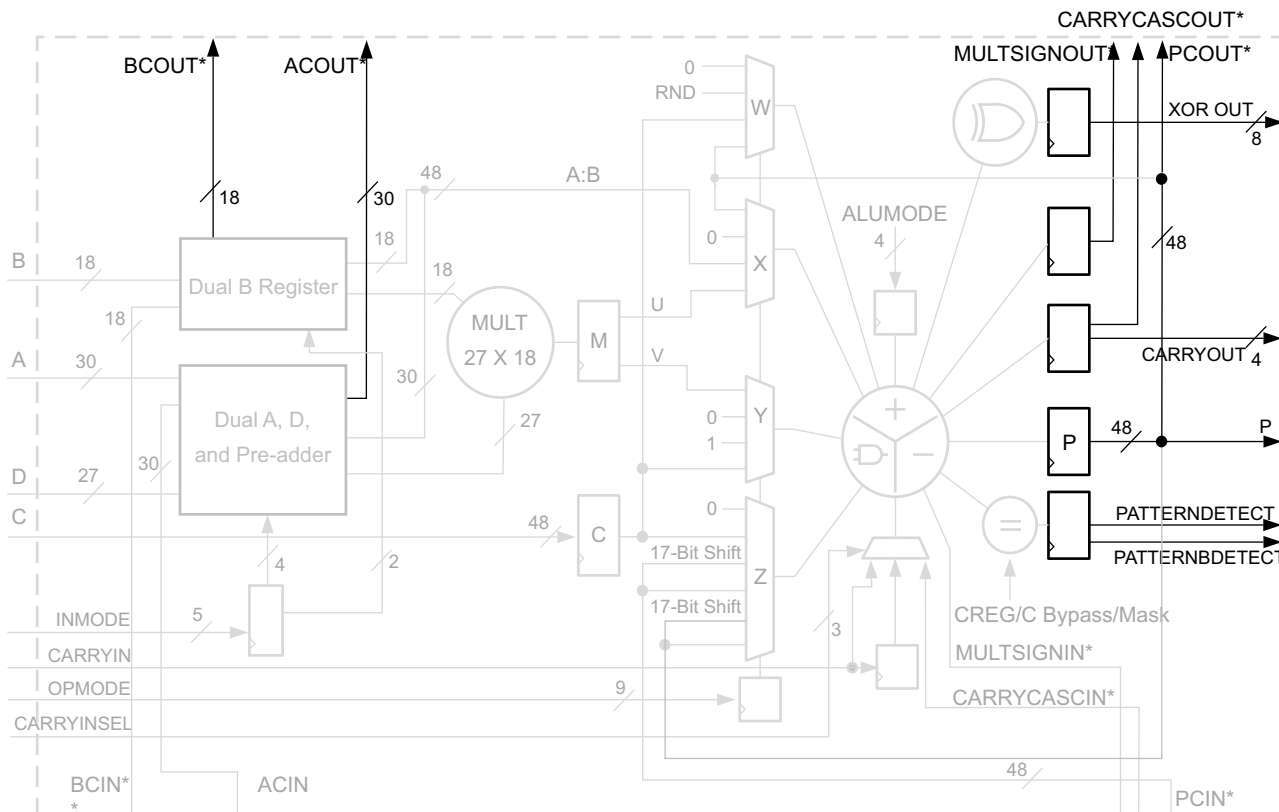 CARRYCASCOUT*
BCOUT*
ACOUT*
MULTSIGNOUT*
PCOUT*
0
RND
W
XOR OUT
8
18
30
48
A:B
ALUMODE
4
48
B
18
Dual B Register
18
18
0
X
18
MULT
27 X 18
M
U
V
CARRYOUT
4
A
30
30
Dual A, D,
and Pre-adder
27
0
1
Y
+
−
48
P
P
D
27
30
C
48
C
0
17-Bit Shift
Z
17-Bit Shift
=
PATTERNDETECT
PATTERNBDETECT
4
2
CREG/C Bypass/Mask
INMODE
5
3
CARRYIN
MULTSIGNIN*
OPMODE
9
CARRYCASCIN*
CARRYINSEL
BCIN*
*
ACIN
48
PCIN*